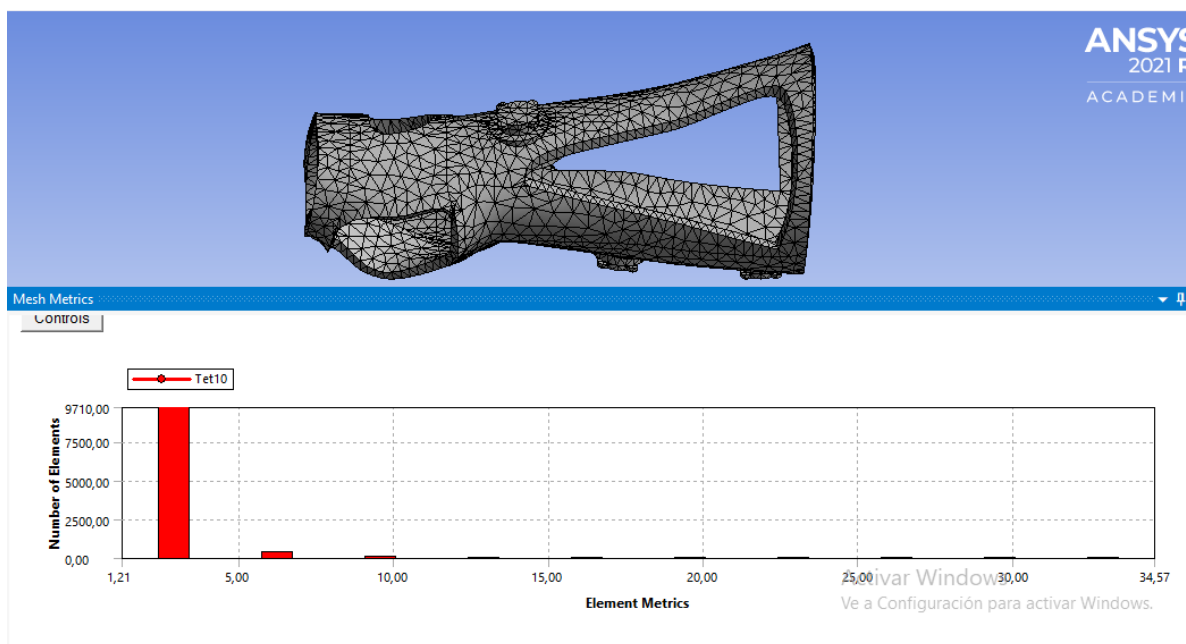 ANSYS
2021 R
ACADEMI
Mesh Metrics
Controls
Tet10
Number of Elements
9710,00
7500,00
5000,00
2500,00
0,00
1,21 5,00 10,00 15,00 20,00 25,00 30,00 34,57
Element Metrics
Activar Windows
Ve a Configuración para activar Windows.